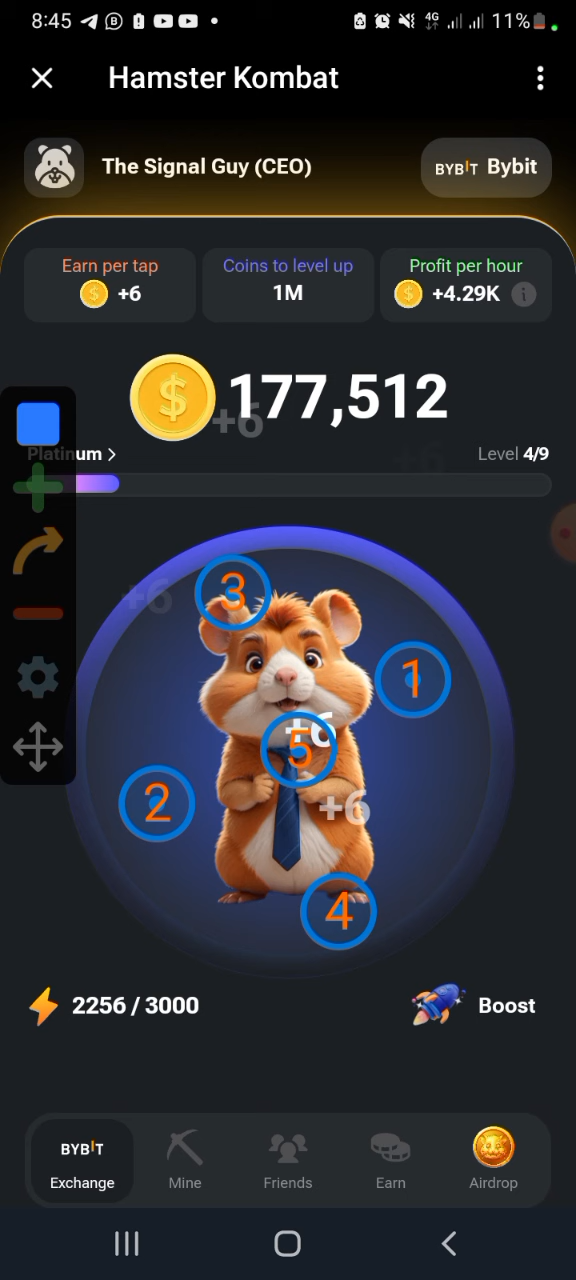 8:45 4G 11%
Hamster Kombat
The Signal Guy (CEO) BYBIT Bybit
Earn per tap Coins to level up Profit per hour
+6 1M +4.29K
177,512
+6
Platinum > Level 4/9
+6
+6
3
1
+6
5
2
+6
4
2256 / 3000 Boost
BYBIT
Exchange Mine Friends Earn Airdrop